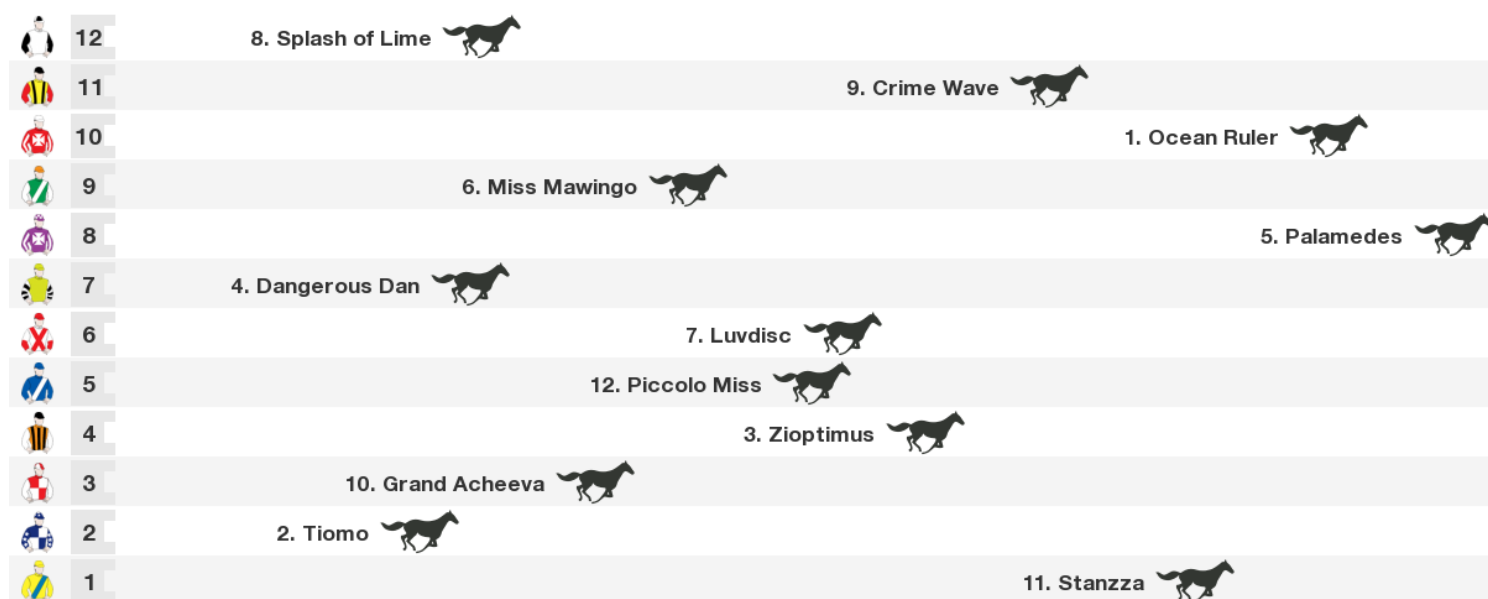 12 8. Splash of Lime
11 9. Crime Wave
10 1. Ocean Ruler
9 6. Miss Mawingo
8 5. Palamedes
7 4. Dangerous Dan
6 7. Luvdisc
5 12. Piccolo Miss
4 3. Zioptimus
3 10. Grand Acheeva
2 2. Tiomo
1 11. Stanzza